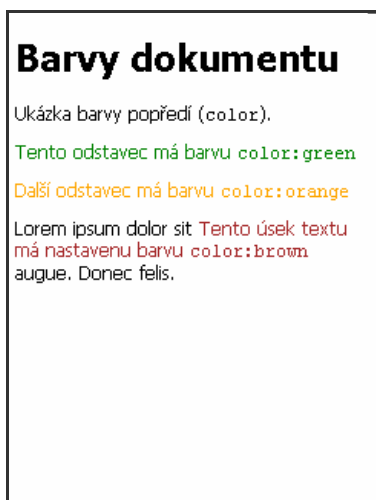 Barvy dokumentu
Ukázka barvy popředí (color).
Tento odstavec má barvu color:green
Další odstavec má barvu color:orange
Lorem ipsum dolor sit Tento úsek textu
má nastavenu barvu color:brown
augue. Donec felis.